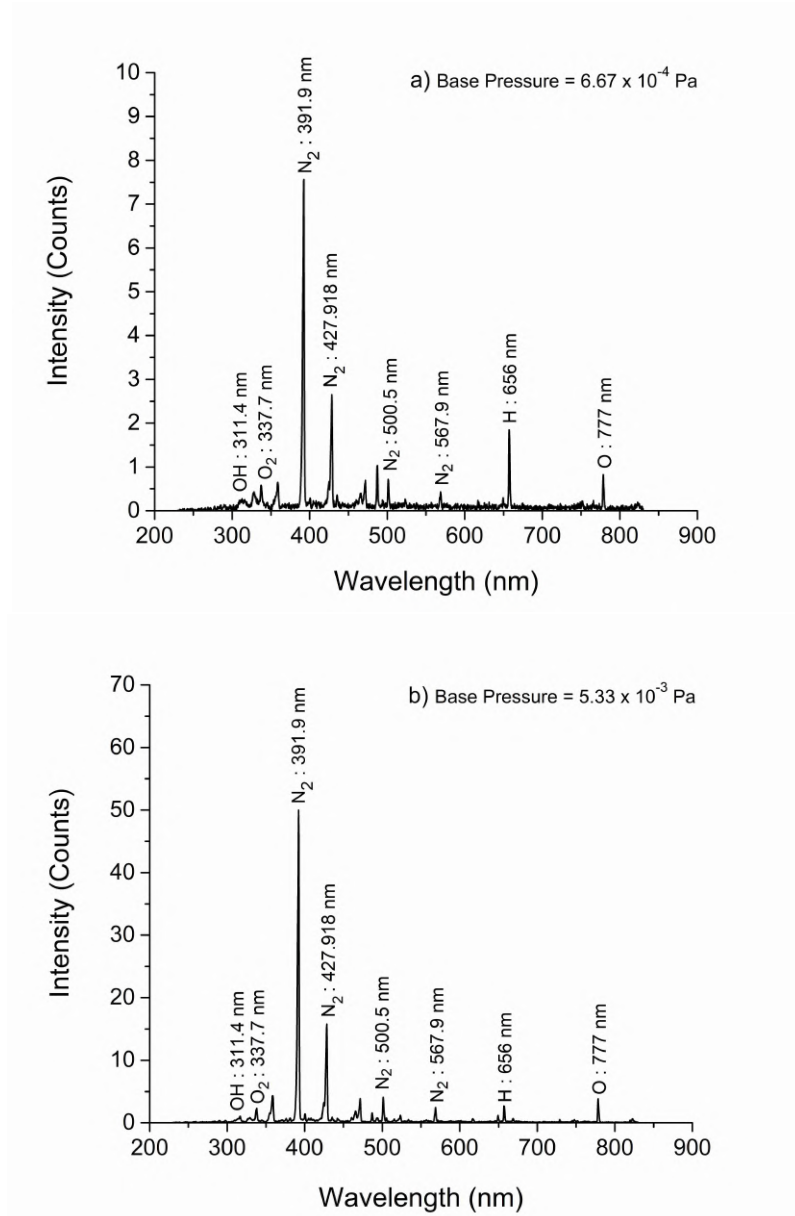 a) Base Pressure = 6.67 x 10⁻⁴ Pa
Intensity (Counts)
10
9
8
7
6
5
4
3
2
1
0
OH : 311.4 nm
O₂ : 337.7 nm
N₂ : 391.9 nm
N₂ : 427.918 nm
N₂ : 500.5 nm
N₂ : 567.9 nm
H : 656 nm
O : 777 nm
200 300 400 500 600 700 800 900
Wavelength (nm)
b) Base Pressure = 5.33 x 10⁻³ Pa
Intensity (Counts)
70
60
50
40
30
20
10
0
OH : 311.4 nm
O₂ : 337.7 nm
N₂ : 391.9 nm
N₂ : 427.918 nm
N₂ : 500.5 nm
N₂ : 567.9 nm
H : 656 nm
O : 777 nm
200 300 400 500 600 700 800 900
Wavelength (nm)